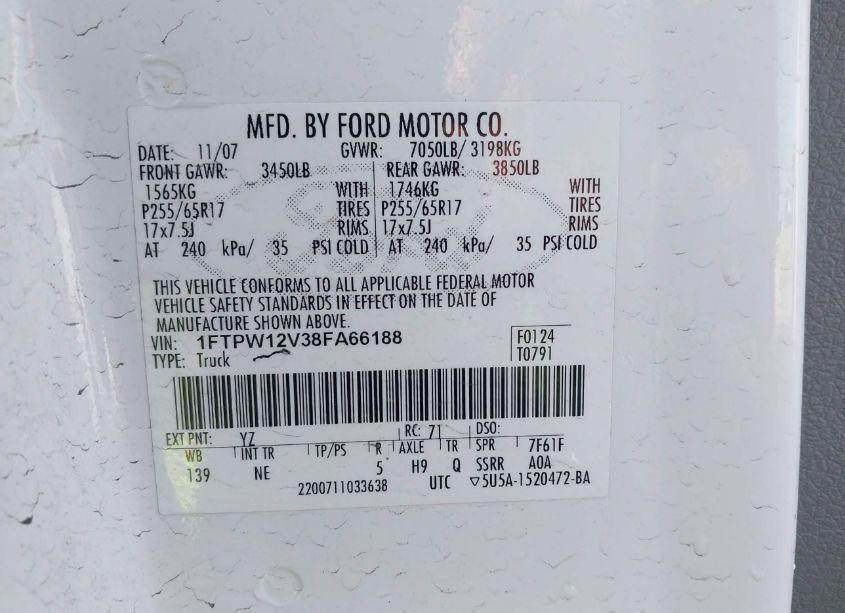 MFD. BY FORD MOTOR CO.
DATE: 11/07 GVWR: 7050LB/ 3198KG
FRONT GAWR: 3450LB REAR GAWR: 3850LB
1565KG WITH 1746KG WITH
P255/65R17 TIRES P255/65R17 TIRES
17x7.5J RIMS 17x7.5J RIMS
AT 240 kPa/ 35 PSI COLD AT 240 kPa/ 35 PSI COLD
THIS VEHICLE CONFORMS TO ALL APPLICABLE FEDERAL MOTOR
VEHICLE SAFETY STANDARDS IN EFFECT ON THE DATE OF
MANUFACTURE SHOWN ABOVE.
VIN: 1FTPW12V38FA66188 F0124
TYPE: Truck T0791
EXT PNT: YZ RC: 71 DSO:
WB INT TR TP/PS R AXLE TR SPR 7F61F
139 NE 5 H9 Q SSRR A0A
2200711033638 UTC ▽5U5A-1520472-BA